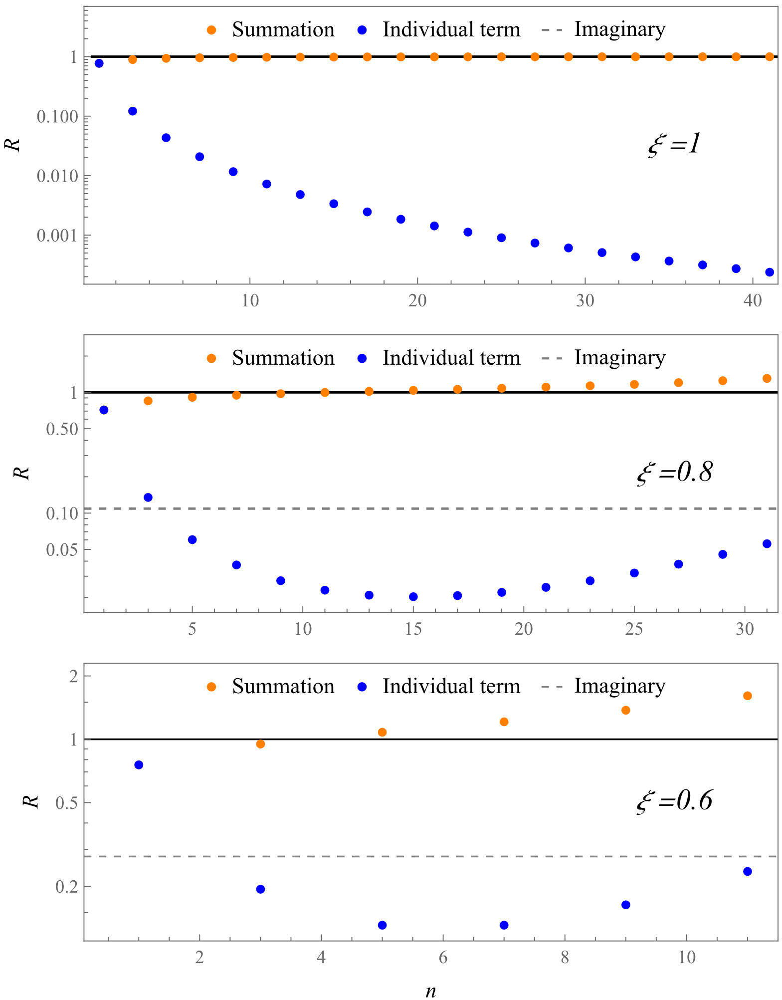 Summation Individual term Imaginary
1
0.100
0.010
0.001
R
ξ=1
10 20 30 40
Summation Individual term Imaginary
1
0.50
0.10
0.05
R
ξ=0.8
5 10 15 20 25 30
2
Summation Individual term Imaginary
1
0.5
0.2
R
ξ=0.6
2 4 6 8 10
n